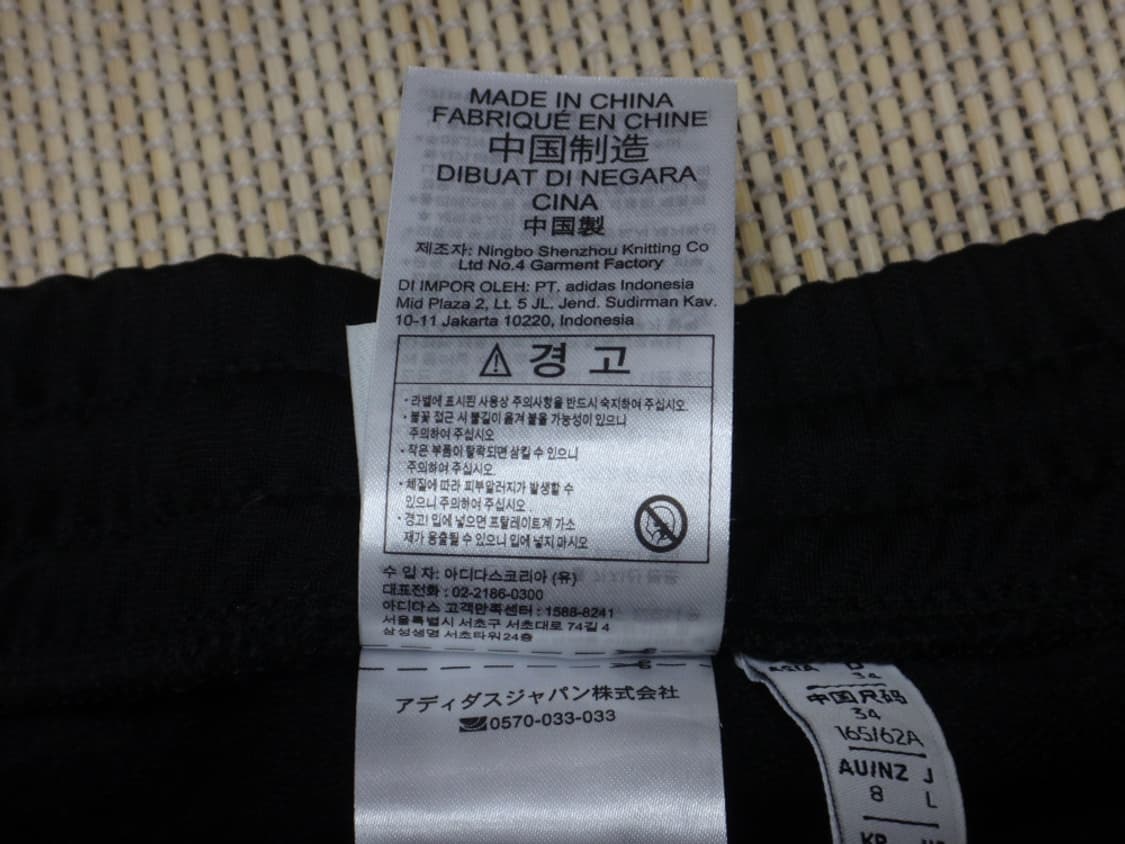 MADE IN CHINA
FABRIQUÉ EN CHINE
中国制造
DIBUAT DI NEGARA
CINA
中国製
제조자: Ningbo Shenzhou Knitting Co
Ltd No.4 Garment Factory
DI IMPOR OLEH: PT. adidas Indonesia
Mid Plaza 2, Lt. 5 JL. Jend. Sudirman Kav.
10-11 Jakarta 10220, Indonesia
경 고
· 라벨에 표시된 사용상 주의사항을 반드시 숙지하여 주십시오.
· 불꽃 접근 시 불길이 옮겨 붙을 가능성이 있으니
주의하여 주십시오
· 작은 부품이 탈락되면 삼킬 수 있으니
주의하여 주십시오.
· 체질에 따라 피부알러지가 발생할 수
있으니 주의하여 주십시오.
· 경고! 입에 넣으면 프탈레이트계 가소
제가 용출될 수 있으니 입에 넣지 마시오
수 입 자: 아디다스코리아 (유)
대표전화 : 02-2186-0300
아디다스 고객만족센터 : 1588-8241
서울특별시 서초구 서초대로 74길 4
삼성생명 서초타워 24층
アディダスジャパン株式会社
0570-033-033
ASIA D
34
中国尺码
34
165/62A
AU/NZ J
8 L
KR